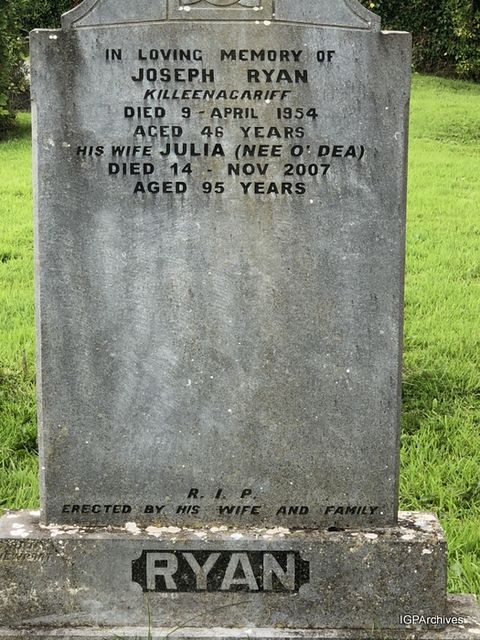 IN LOVING MEMORY OF
JOSEPH RYAN
KILLEENAGARIFF
DIED 9 - APRIL 1954
AGED 46 YEARS
HIS WIFE JULIA (NEE O' DEA)
DIED 14 - NOV 2007
AGED 95 YEARS
R. I. P.
ERECTED BY HIS WIFE AND FAMILY.
RYAN
IGPArchives